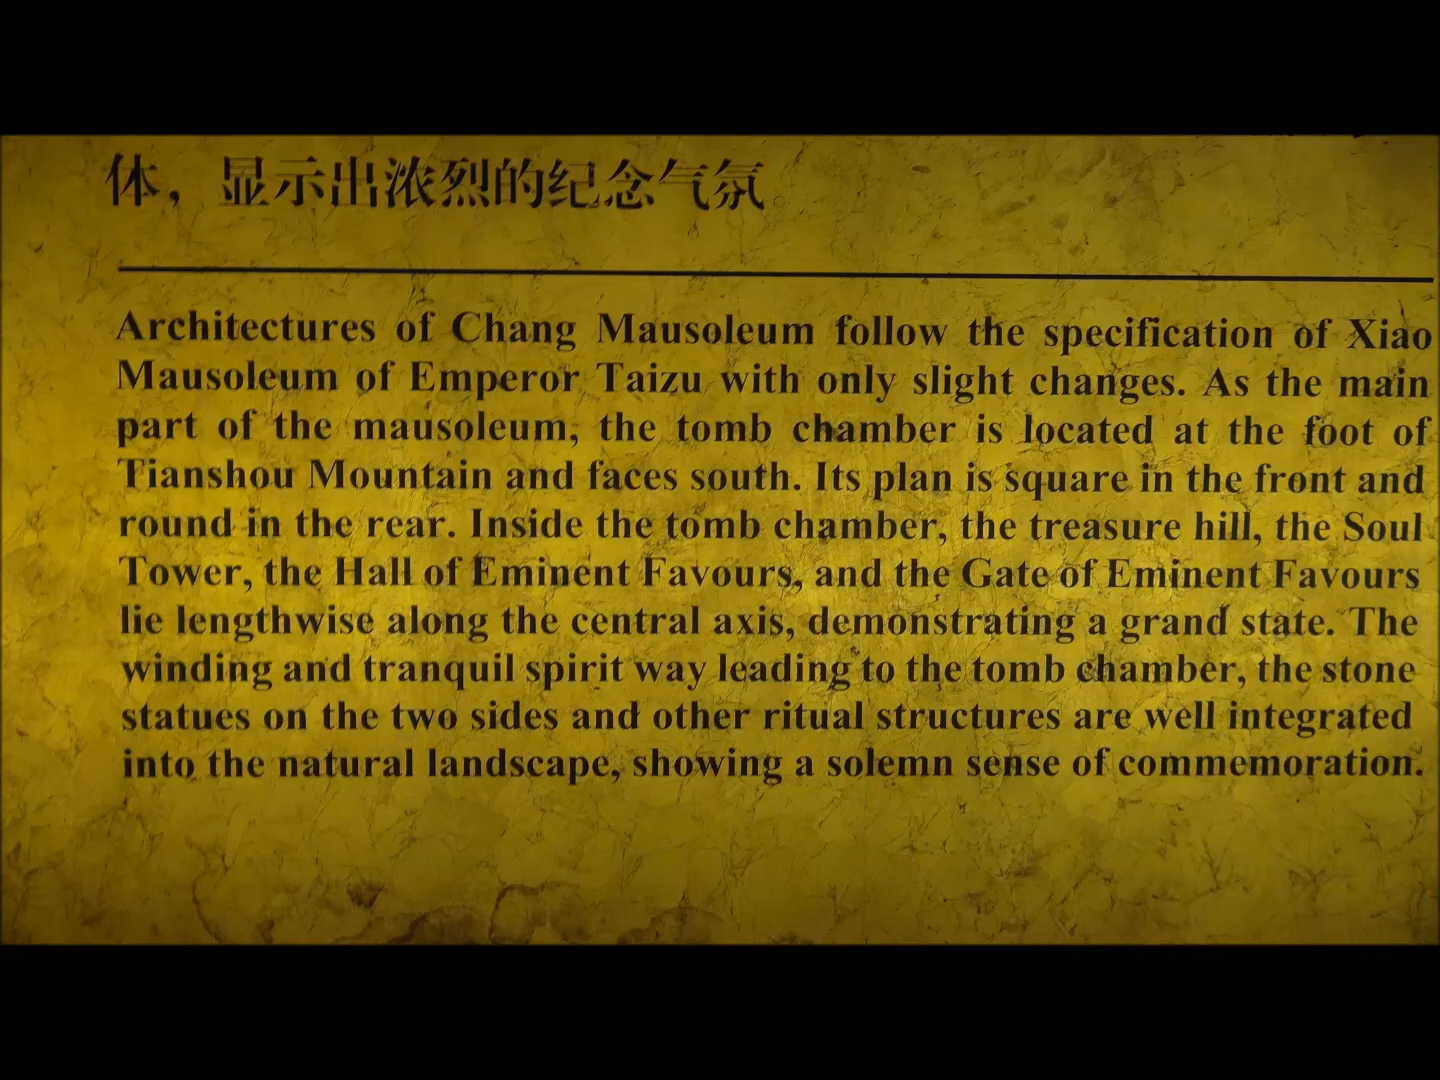 体，显示出浓烈的纪念气氛。
Architectures of Chang Mausoleum follow the specification of Xiao
Mausoleum of Emperor Taizu with only slight changes. As the main
part of the mausoleum, the tomb chamber is located at the foot of
Tianshou Mountain and faces south. Its plan is square in the front and
round in the rear. Inside the tomb chamber, the treasure hill, the Soul
Tower, the Hall of Eminent Favours, and the Gate of Eminent Favours
lie lengthwise along the central axis, demonstrating a grand state. The
winding and tranquil spirit way leading to the tomb chamber, the stone
statues on the two sides and other ritual structures are well integrated
into the natural landscape, showing a solemn sense of commemoration.